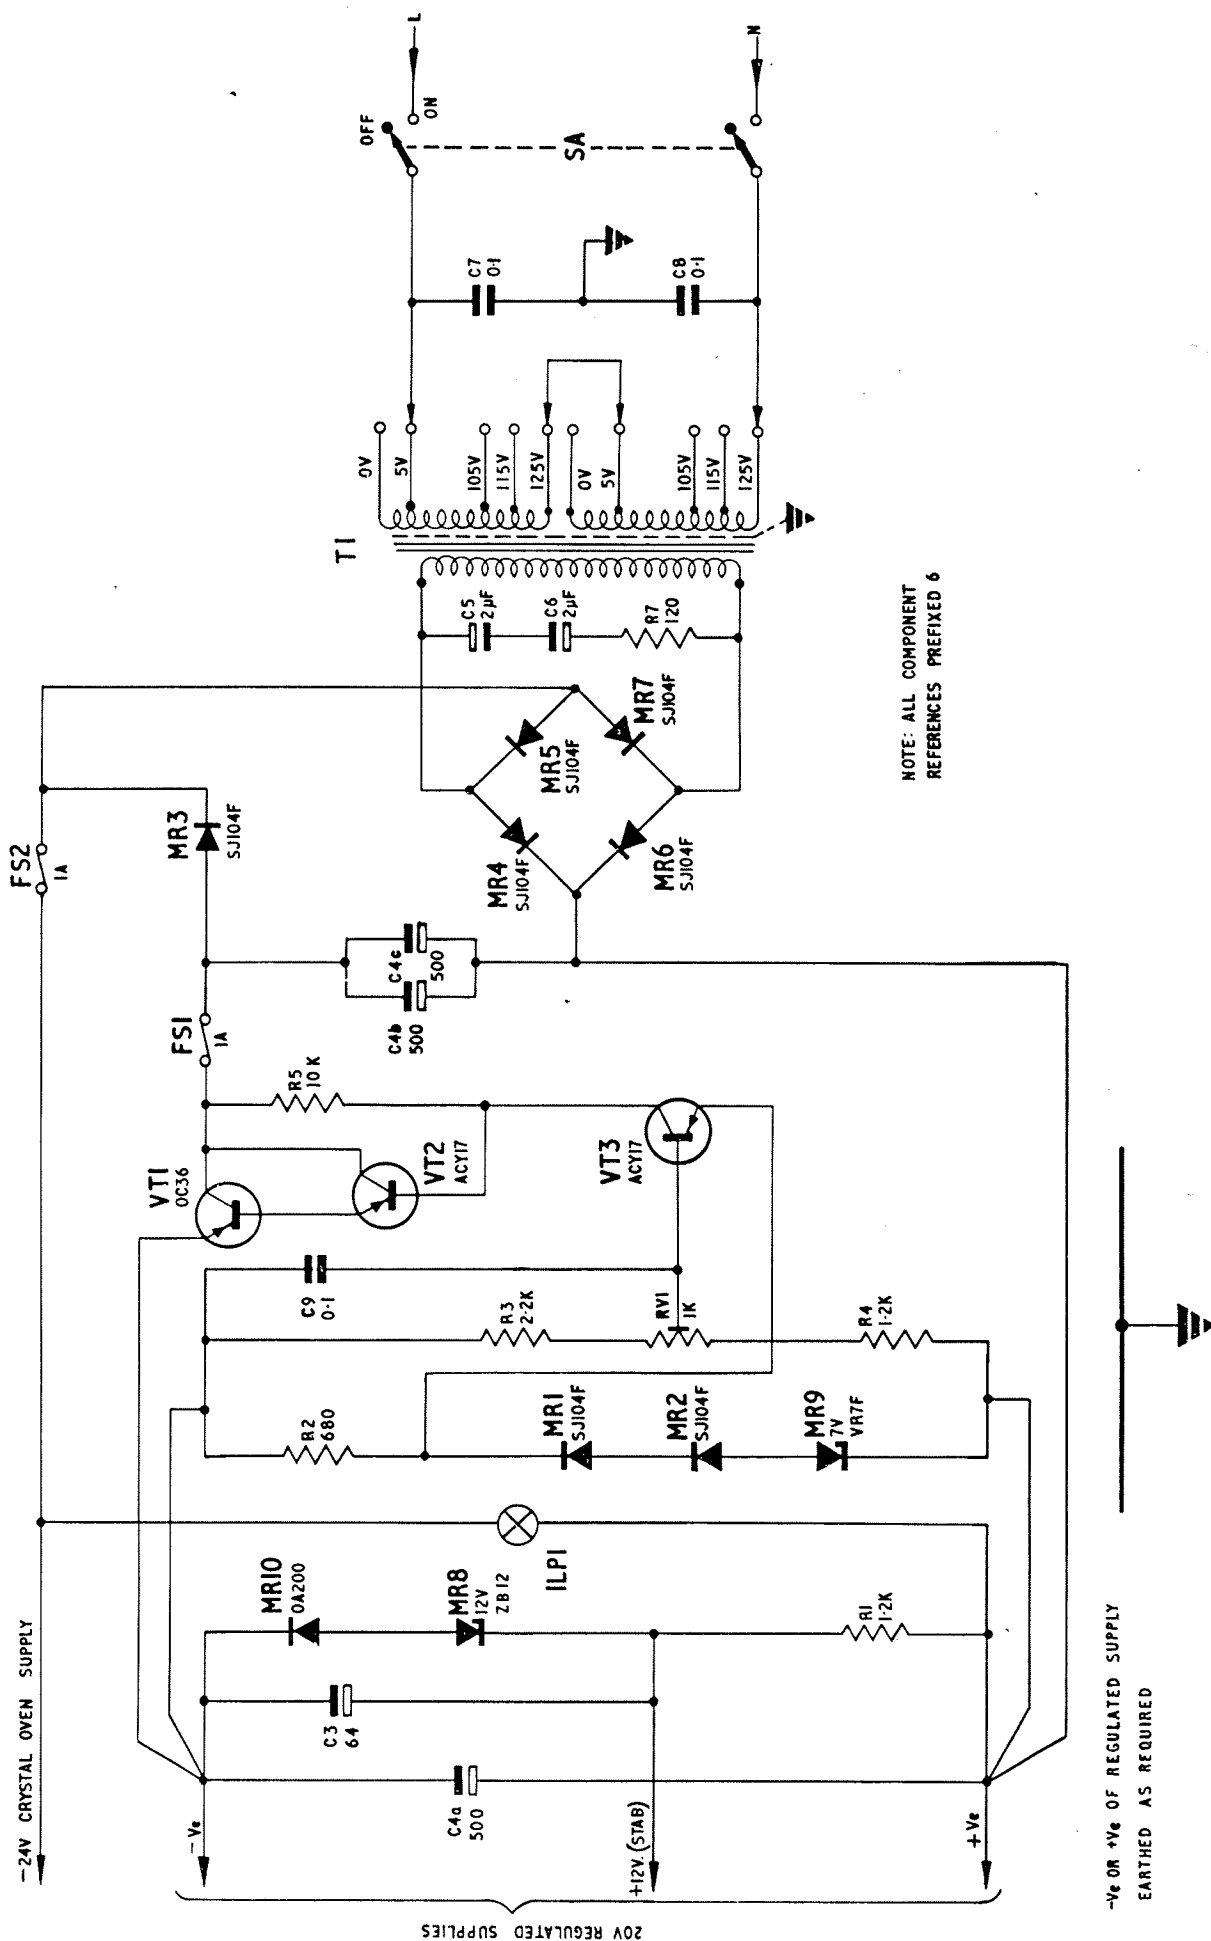 L
N
OFF
ON
SA
C7
0·1
C8
0·1
0V
5V
105V
115V
125V
0V
5V
105V
115V
125V
T1
C5
2µF
C6
2µF
R7
120
MR5
SJ104F
MR7
SJ104F
MR4
SJ104F
MR6
SJ104F
NOTE: ALL COMPONENT
REFERENCES PREFIXED 6
FS2
1A
MR3
SJ104F
C4c
500
C4b
500
FS1
1A
R5
10K
VT1
OC36
VT2
ACY17
VT3
ACY17
C9
0·1
R3
2·2K
RV1
1K
R4
1·2K
R2
680
MR1
SJ104F
MR2
SJ104F
MR9
7V
VR7F
ILP1
MR10
OA200
MR8
12V
ZB12
R1
1·2K
C3
64
C4a
500
-24V CRYSTAL OVEN SUPPLY
-Ve
+12V.(STAB)
+Ve
20V REGULATED SUPPLIES
-Ve OR +Ve OF REGULATED SUPPLY
EARTHED AS REQUIRED